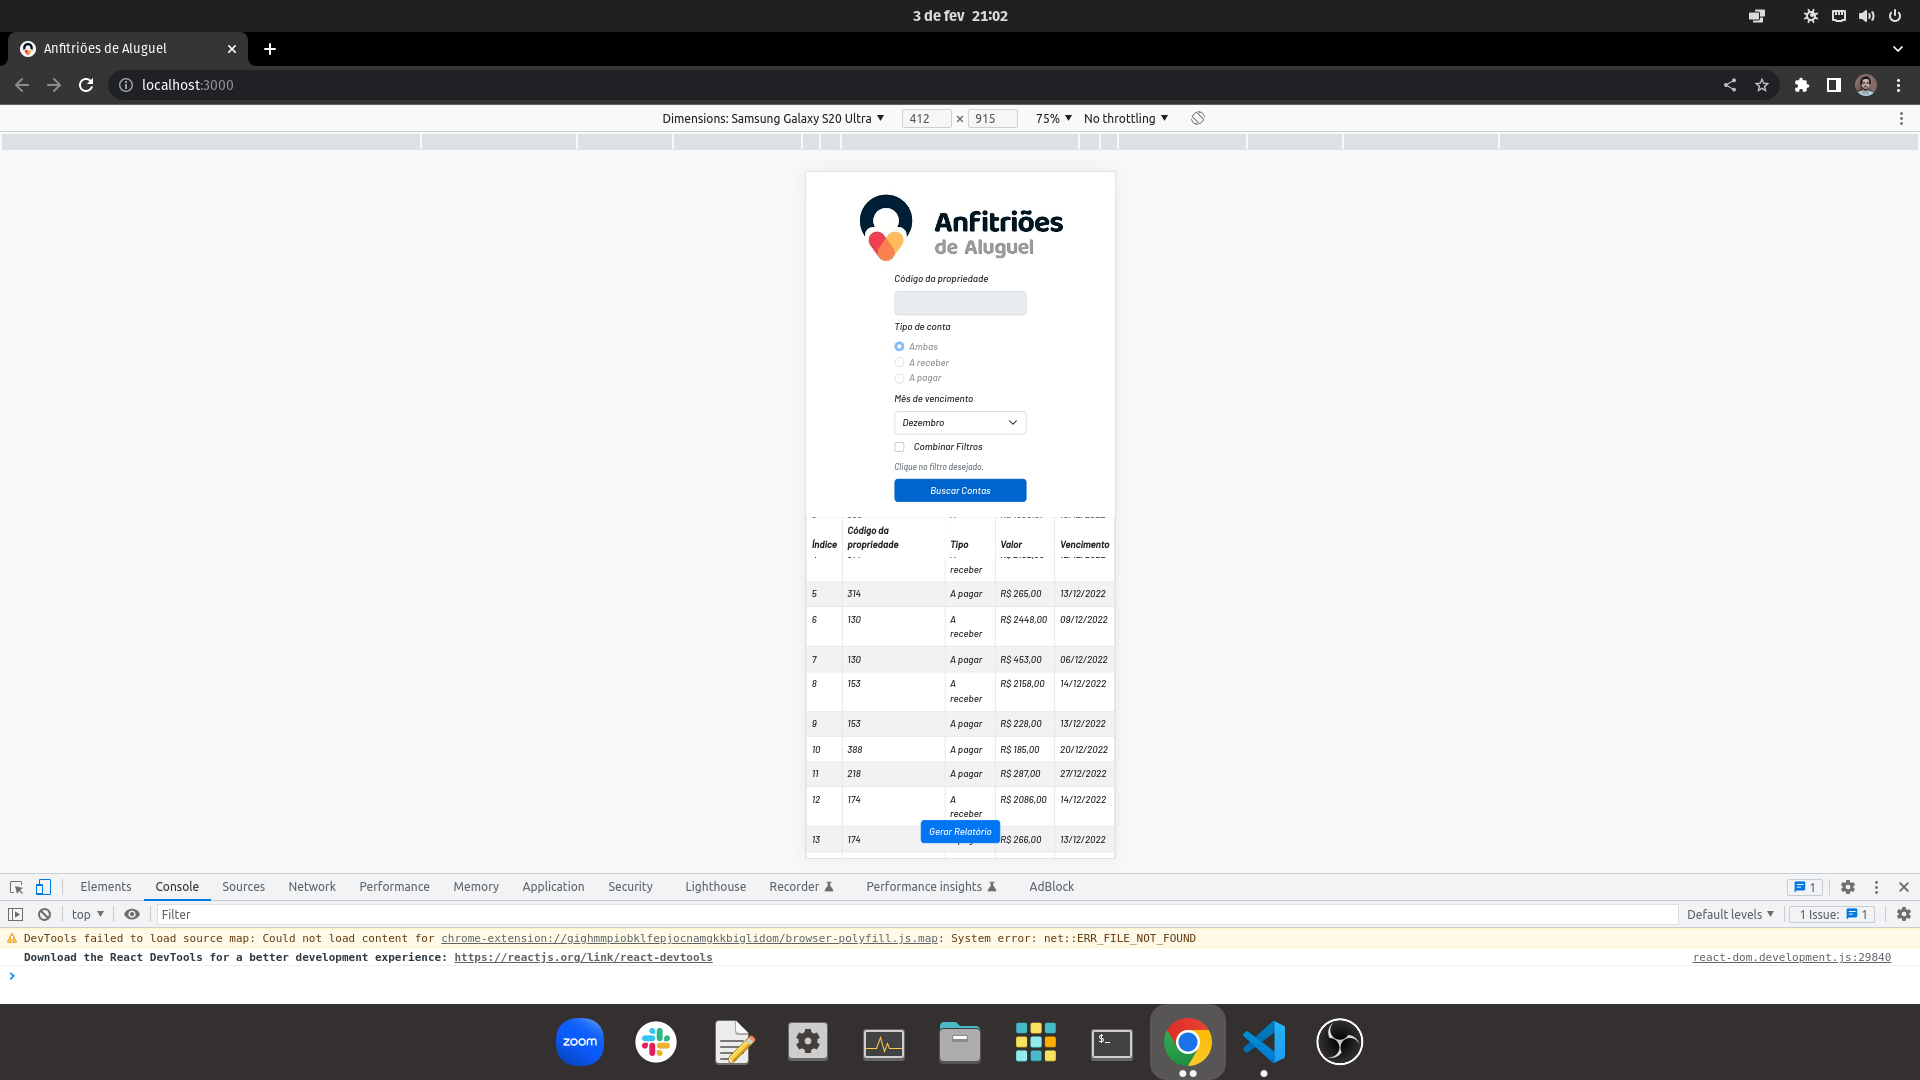 3 de fev 21:02
Anfitriões de Aluguel
localhost:3000
Dimensions: Samsung Galaxy S20 Ultra 412 × 915 75% No throttling
Anfitriões
de Aluguel
Código da propriedade
Tipo de conta
Ambas
A receber
A pagar
Mês de vencimento
Dezembro
Combinar Filtros
Clique no filtro desejado.
Buscar Contas
Índice Código da propriedade Tipo Valor Vencimento
receber
5 314 A pagar R$ 265,00 13/12/2022
6 130 A receber R$ 2448,00 09/12/2022
7 130 A pagar R$ 453,00 06/12/2022
8 153 A receber R$ 2158,00 14/12/2022
9 153 A pagar R$ 228,00 13/12/2022
10 388 A pagar R$ 185,00 20/12/2022
11 218 A pagar R$ 287,00 27/12/2022
12 174 A receber R$ 2086,00 14/12/2022
Gerar Relatório
13 174 R$ 266,00 13/12/2022
Elements Console Sources Network Performance Memory Application Security Lighthouse Recorder Performance insights AdBlock 1
top Filter Default levels 1 Issue: 1
DevTools failed to load source map: Could not load content for chrome-extension://gighmmpiobklfepjocnamgkkbiglidom/browser-polyfill.js.map: System error: net::ERR_FILE_NOT_FOUND
Download the React DevTools for a better development experience: https://reactjs.org/link/react-devtools react-dom.development.js:29840
zoom $_